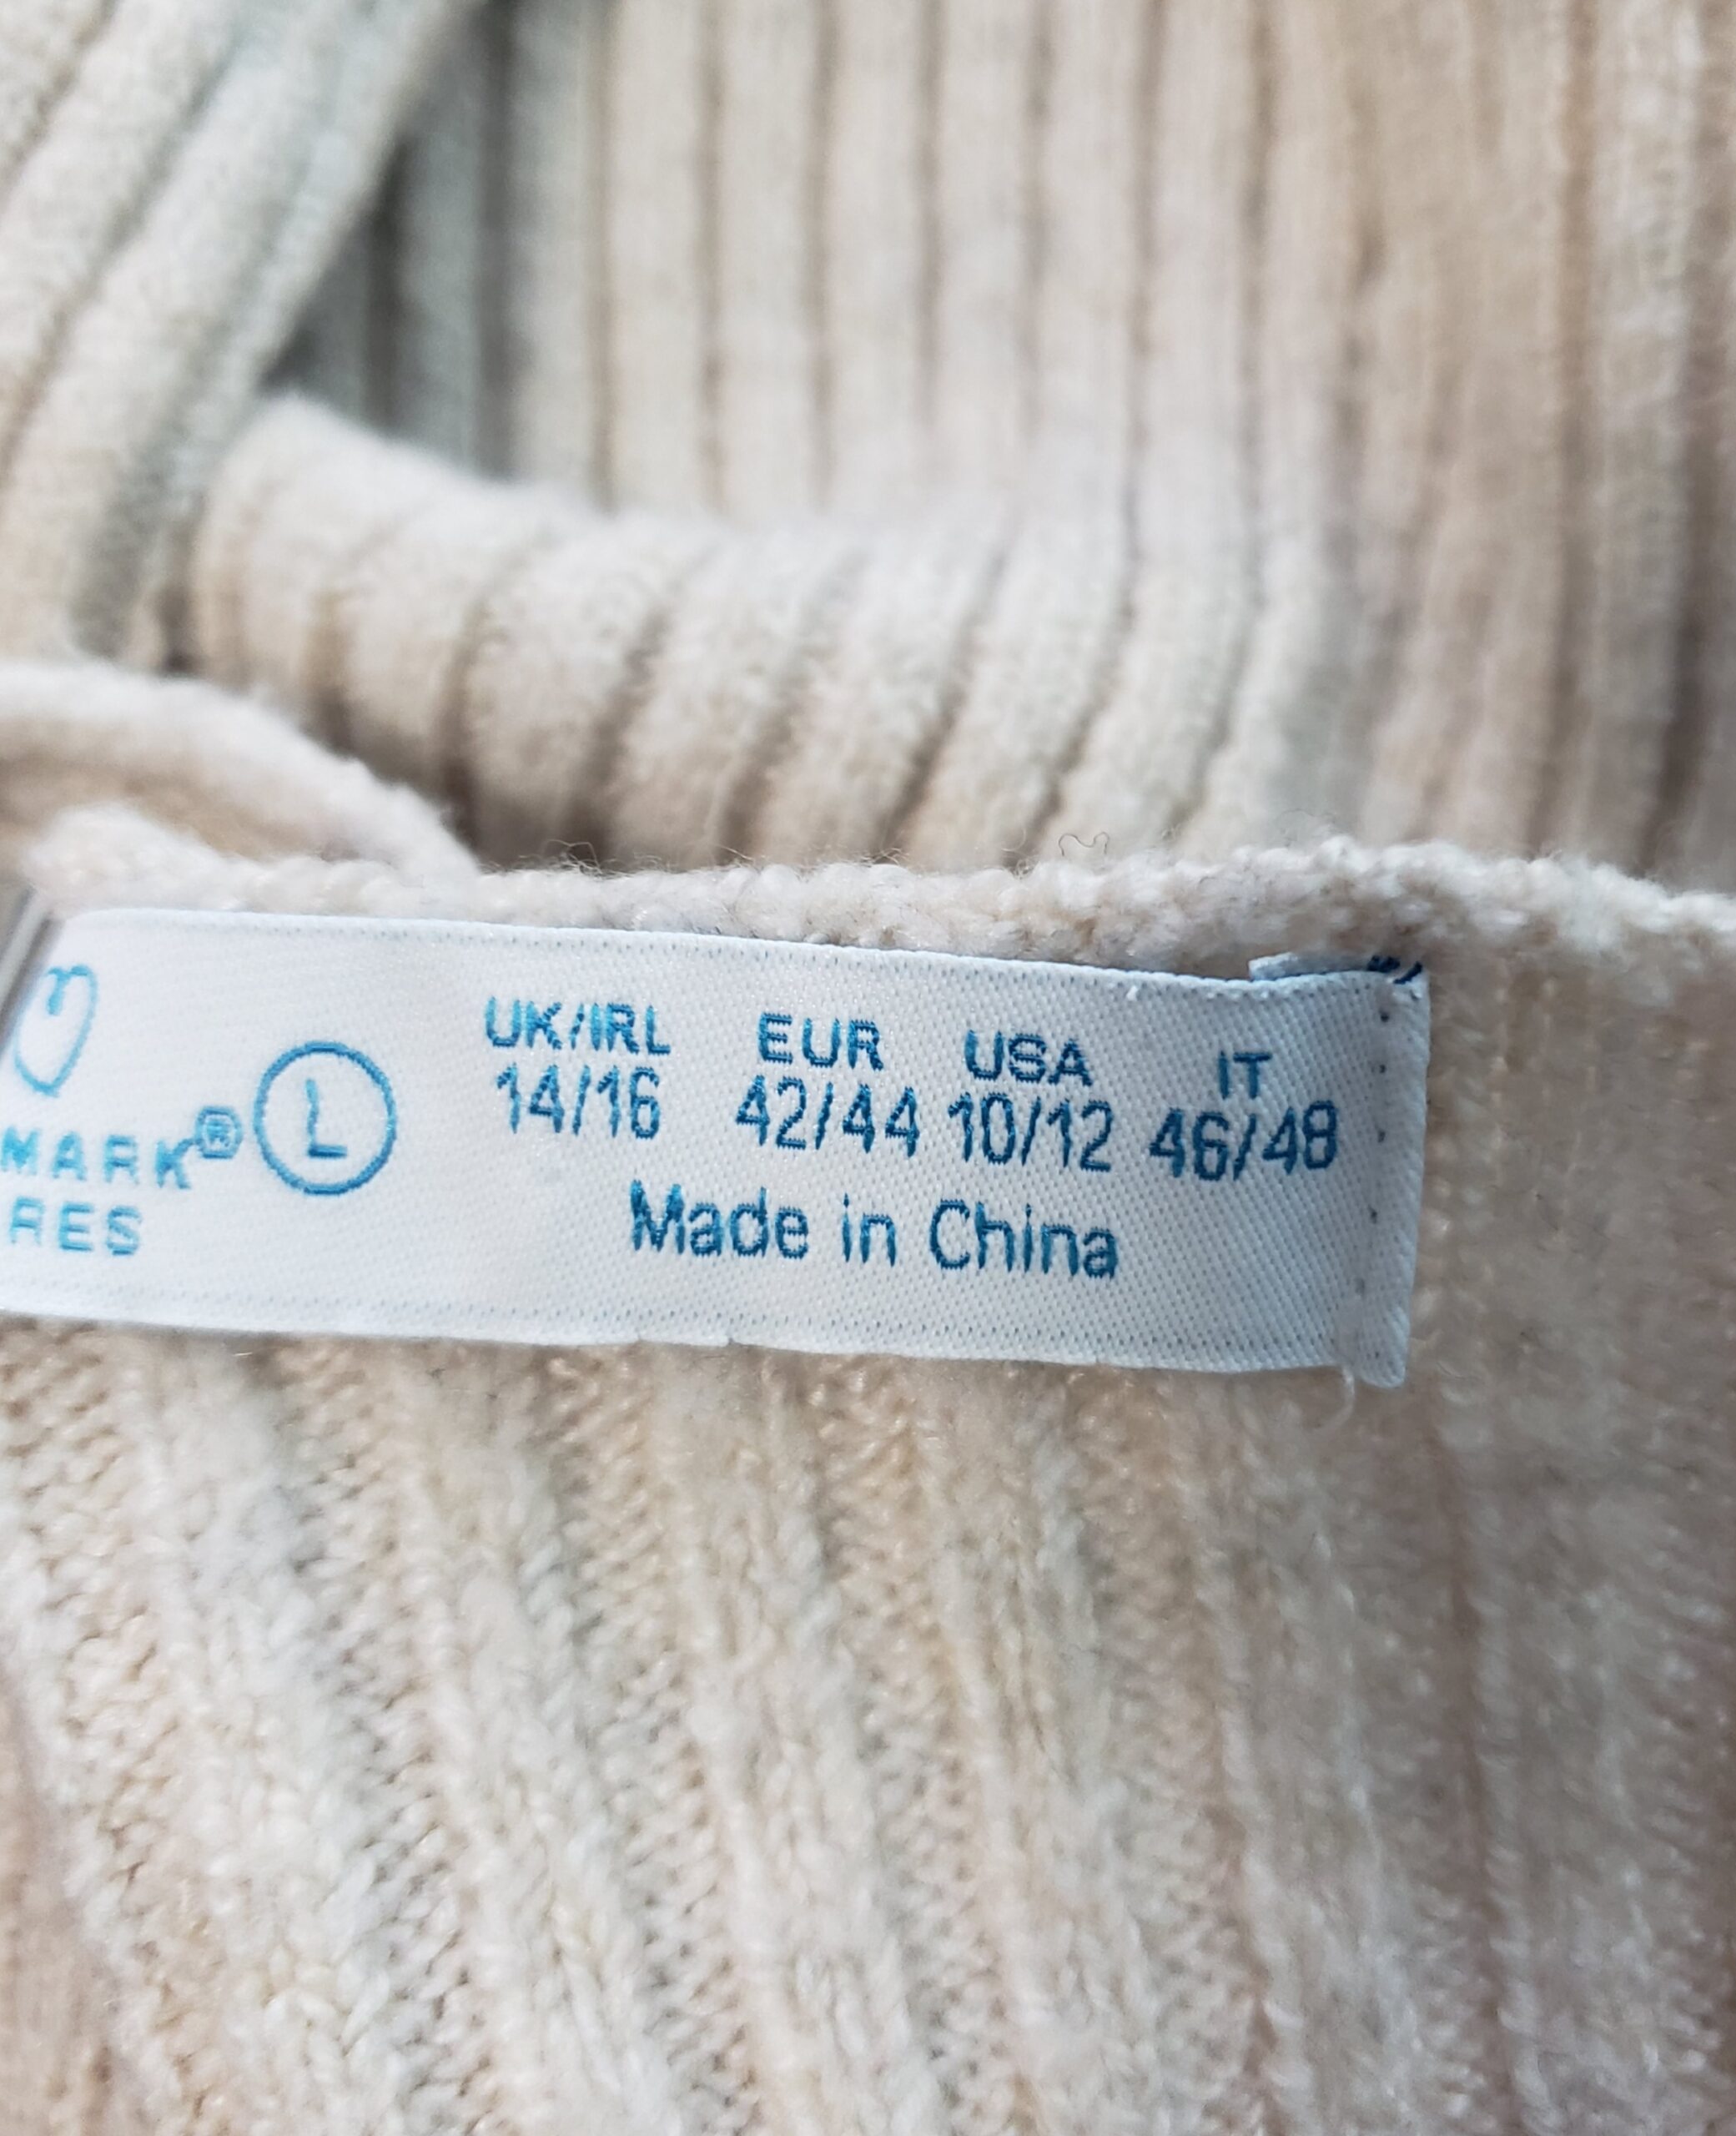 MARK® L
RES
UK/IRL EUR USA IT
14/16 42/44 10/12 46/48
Made in China